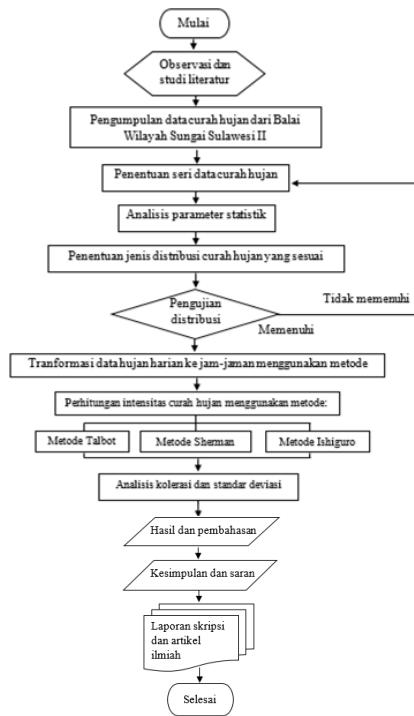 Mulai
Observasi dan
studi literatur
Pengumpulan data curah hujan dari Balai
Wilayah Sungai Sulawesi II
Penentuan seri data curah hujan
Analisis parameter statistik
Penentuan jenis distribusi curah hujan yang sesuai
Pengujian
distribusi
Tidak memenuhi
Memenuhi
Tranformasi data hujan harian ke jam-jaman menggunakan metode
Perhitungan intensitas curah hujan menggunakan metode:
Metode Talbot
Metode Sherman
Metode Ishiguro
Analisis kolerasi dan standar deviasi
Hasil dan pembahasan
Kesimpulan dan saran
Laporan skripsi
dan artikel
ilmiah
Selesai